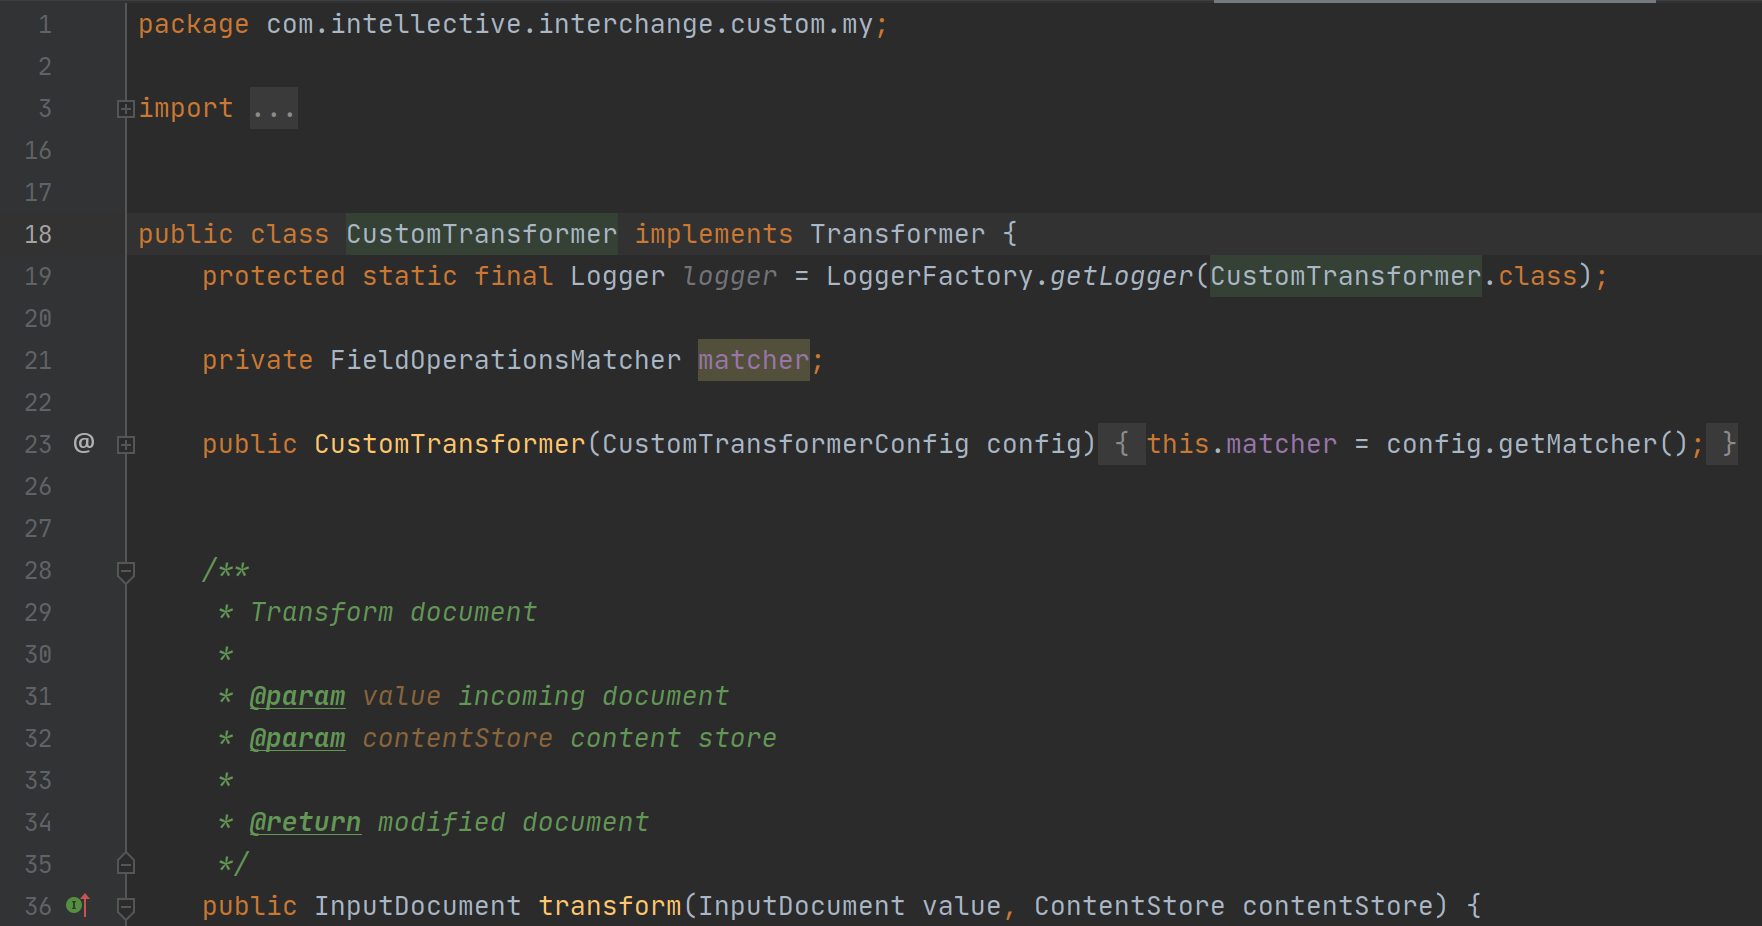 1 package com.intellective.interchange.custom.my;
2
3 import ...
16
17
18 public class CustomTransformer implements Transformer {
19     protected static final Logger logger = LoggerFactory.getLogger(CustomTransformer.class);
20
21     private FieldOperationsMatcher matcher;
22
23 @     public CustomTransformer(CustomTransformerConfig config) { this.matcher = config.getMatcher(); }
26
27
28     /**
29      * Transform document
30      *
31      * @param value incoming document
32      * @param contentStore content store
33      *
34      * @return modified document
35      */
36 I     public InputDocument transform(InputDocument value, ContentStore contentStore) {